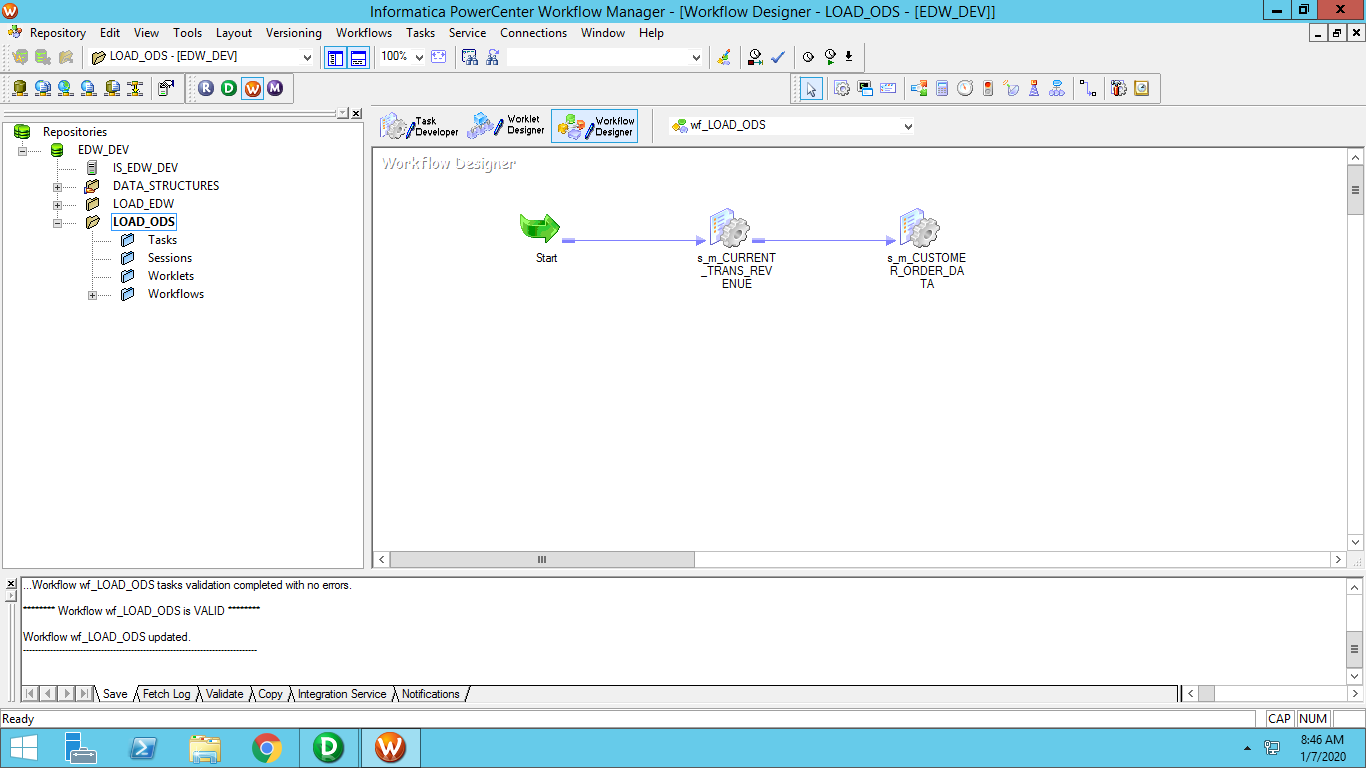 Informatica PowerCenter Workflow Manager - [Workflow Designer - LOAD_ODS - [EDW_DEV]]
Repository Edit View Tools Layout Versioning Workflows Tasks Service Connections Window Help
LOAD_ODS - [EDW_DEV]
100%
R D W M
Task
Developer
Worklet
Designer
Workflow
Designer
wf_LOAD_ODS
Repositories
EDW_DEV
IS_EDW_DEV
DATA_STRUCTURES
LOAD_EDW
LOAD_ODS
Tasks
Sessions
Worklets
Workflows
Workflow Designer
Start
s_m_CURRENT
_TRANS_REV
ENUE
s_m_CUSTOME
R_ORDER_DA
TA
...Workflow wf_LOAD_ODS tasks validation completed with no errors.
******** Workflow wf_LOAD_ODS is VALID ********
Workflow wf_LOAD_ODS updated.
Save Fetch Log Validate Copy Integration Service Notifications
Ready
CAP NUM
D W
8:46 AM
1/7/2020